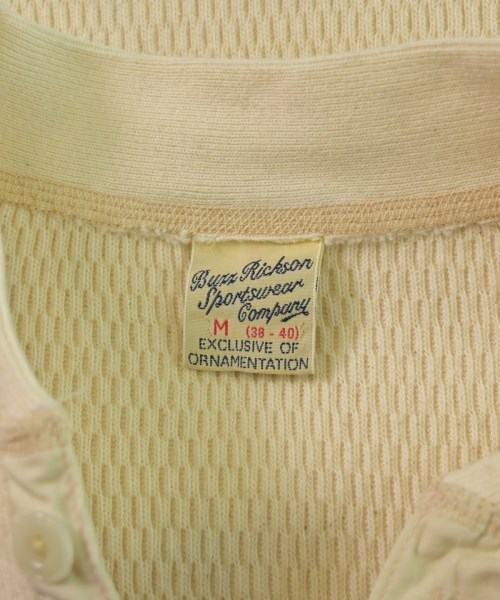 Buzz Rickson
Sportswear
Company
M (38 - 40)
EXCLUSIVE OF
ORNAMENTATION